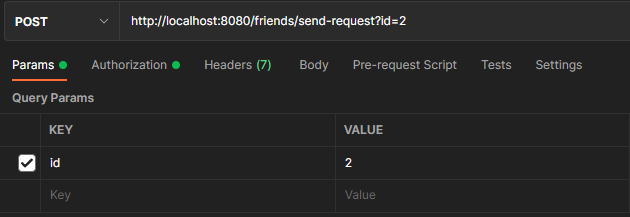 POST http://localhost:8080/friends/send-request?id=2
Params Authorization Headers (7) Body Pre-request Script Tests Settings
Query Params
KEY VALUE
id 2
Key Value